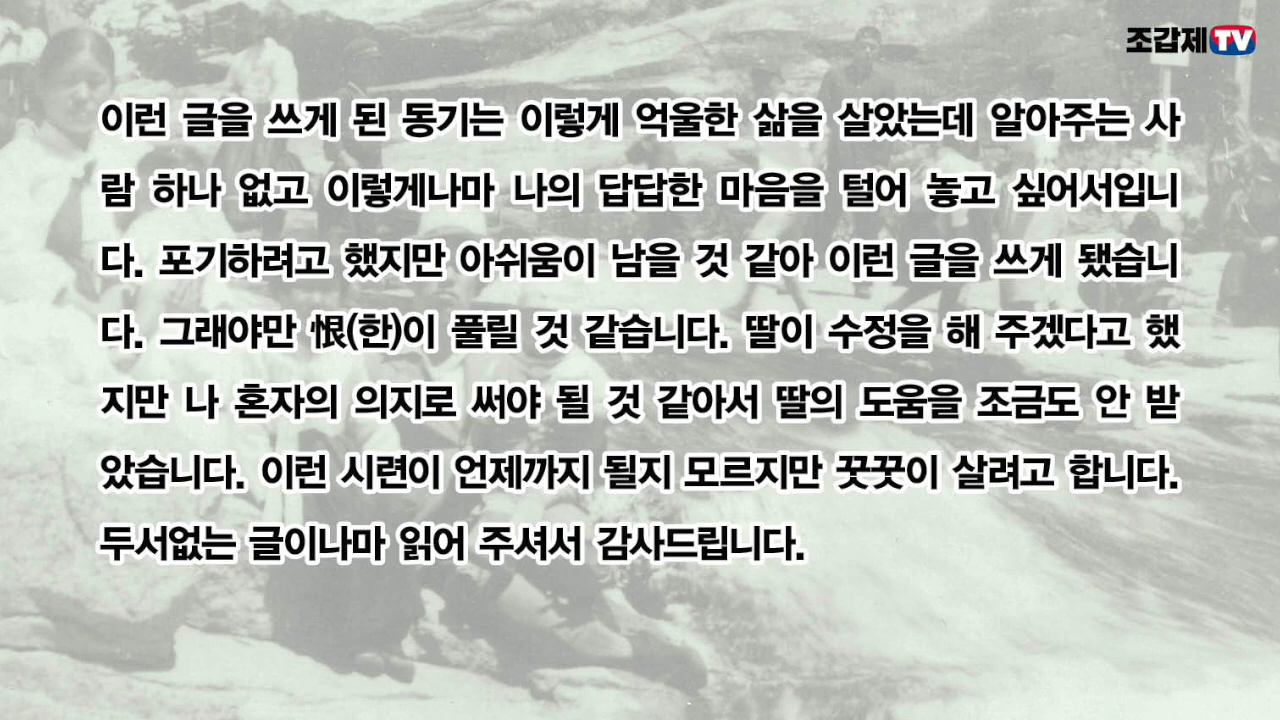 조갑제TV
이런 글을 쓰게 된 동기는 이렇게 억울한 삶을 살았는데 알아주는 사
람 하나 없고 이렇게나마 나의 답답한 마음을 털어 놓고 싶어서입니
다. 포기하려고 했지만 아쉬움이 남을 것 같아 이런 글을 쓰게 됐습니
다. 그래야만 恨(한)이 풀릴 것 같습니다. 딸이 수정을 해 주겠다고 했
지만 나 혼자의 의지로 써야 될 것 같아서 딸의 도움을 조금도 안 받
았습니다. 이런 시련이 언제까지 될지 모르지만 꿋꿋이 살려고 합니다.
두서없는 글이나마 읽어 주셔서 감사드립니다.